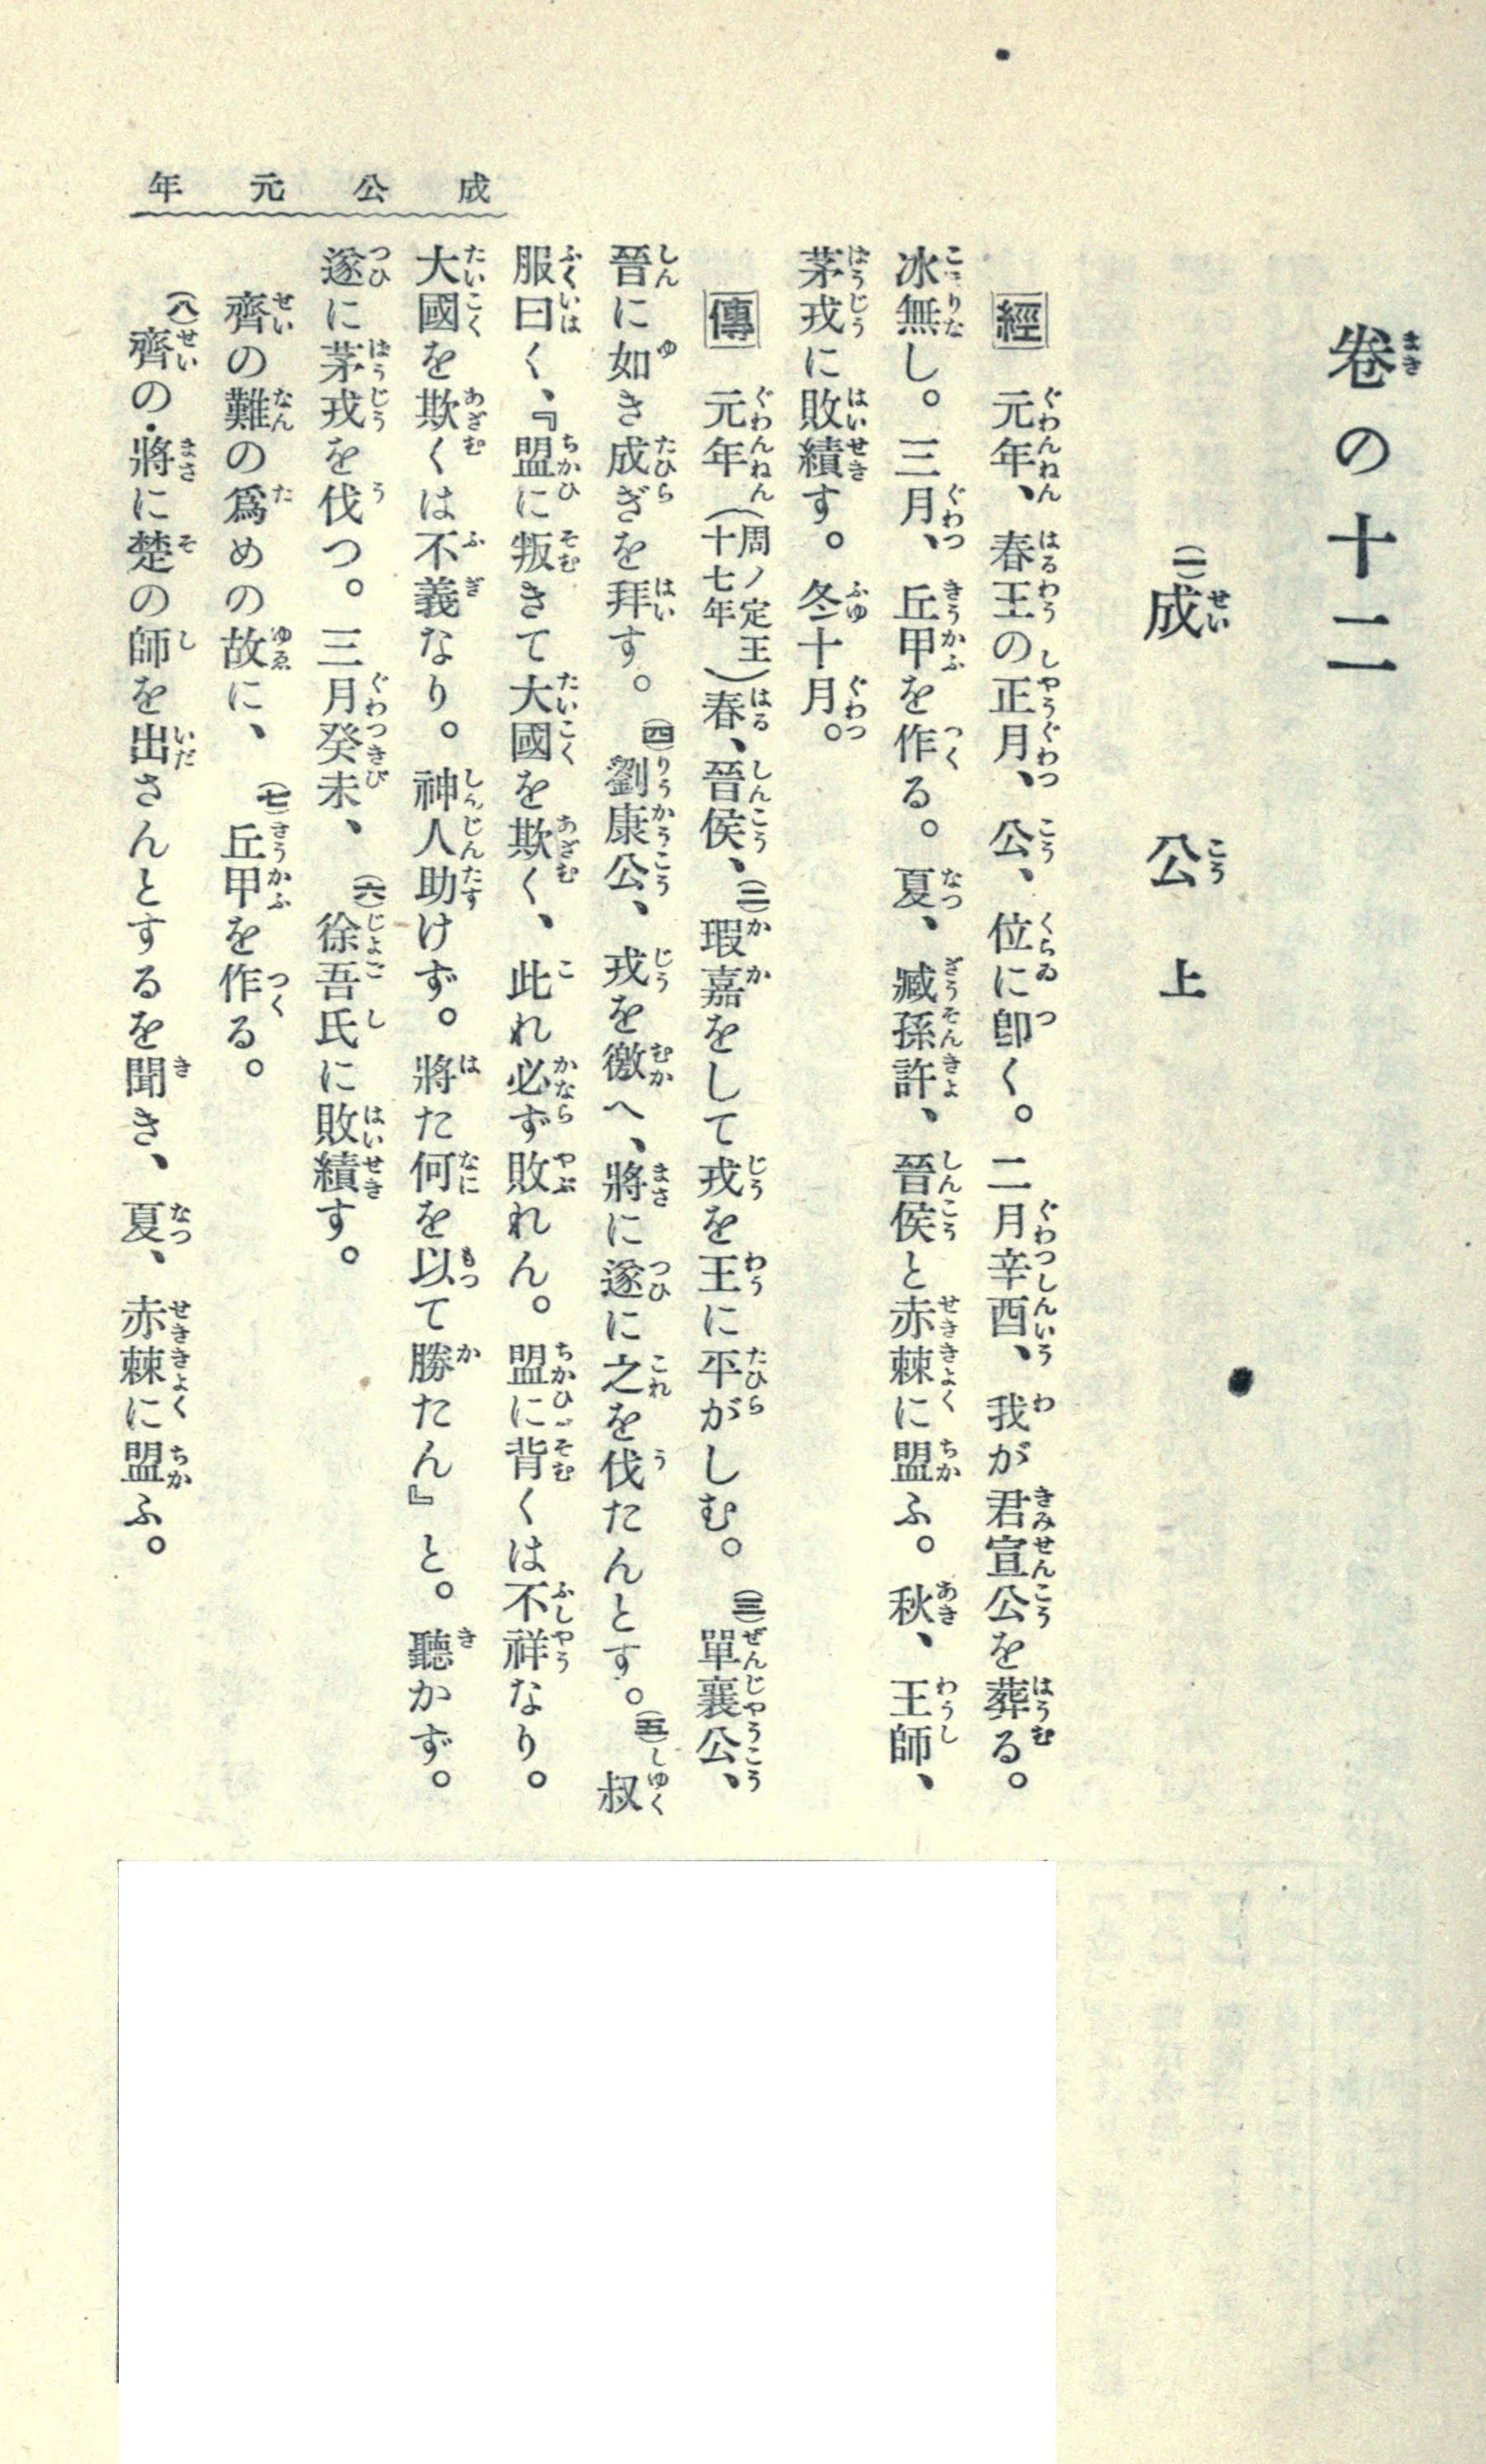 卷の十二
(一)成公上
經 元年、春王の正月、公、位に卽く。二月辛酉、我が君宣公を葬る。
冰無し。三月、丘甲を作る。夏、臧孫許、晉侯と赤棘に盟ふ。秋、王師、
茅戎に敗績す。冬十月。
傳 元年(周ノ定王十七年)春、晉侯、(二)瑕嘉をして戎を王に平がしむ。(三)單襄公、
晉に如き成ぎを拜す。(四)劉康公、戎を徼へ、將に遂に之を伐たんとす。(五)叔
服曰く、『盟に叛きて大國を欺く、此れ必ず敗れん。盟に背くは不祥なり。
大國を欺くは不義なり。神人助けず。將た何を以て勝たん』と。聽かず。
遂に茅戎を伐つ。三月癸未、(六)徐吾氏に敗績す。
齊の難の爲めの故に、(七)丘甲を作る。
(八)齊の將に楚の師を出さんとするを聞き、夏、赤棘に盟ふ。
成公元年